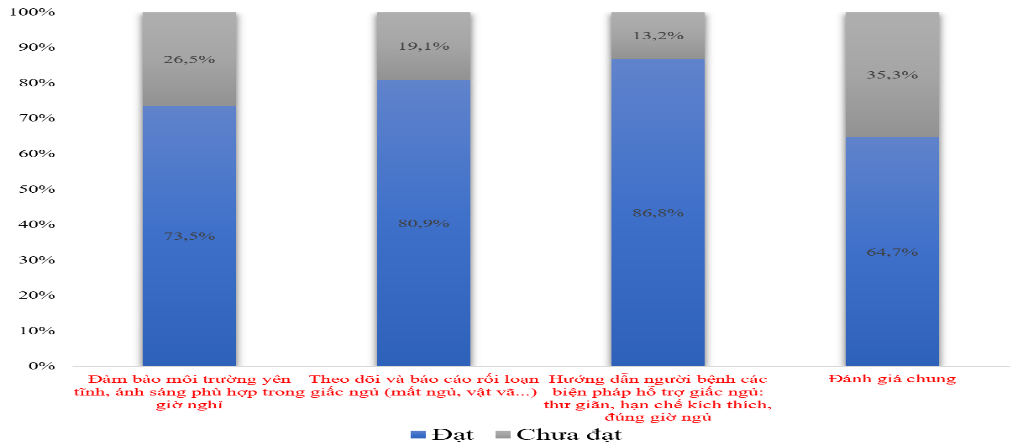 100%
90%
80%
70%
60%
50%
40%
30%
20%
10%
0%
26,5%
19,1%
13,2%
35,3%
73,5%
80,9%
86,8%
64,7%
Đảm bảo môi trường yên
tĩnh, ánh sáng phù hợp trong
giờ nghỉ
Theo dõi và báo cáo rối loạn
giấc ngủ (mất ngủ, vật vã...)
Hướng dẫn người bệnh các
biện pháp hỗ trợ giấc ngủ:
thư giãn, hạn chế kích thích,
đúng giờ ngủ
Đánh giá chung
Đạt
Chưa đạt